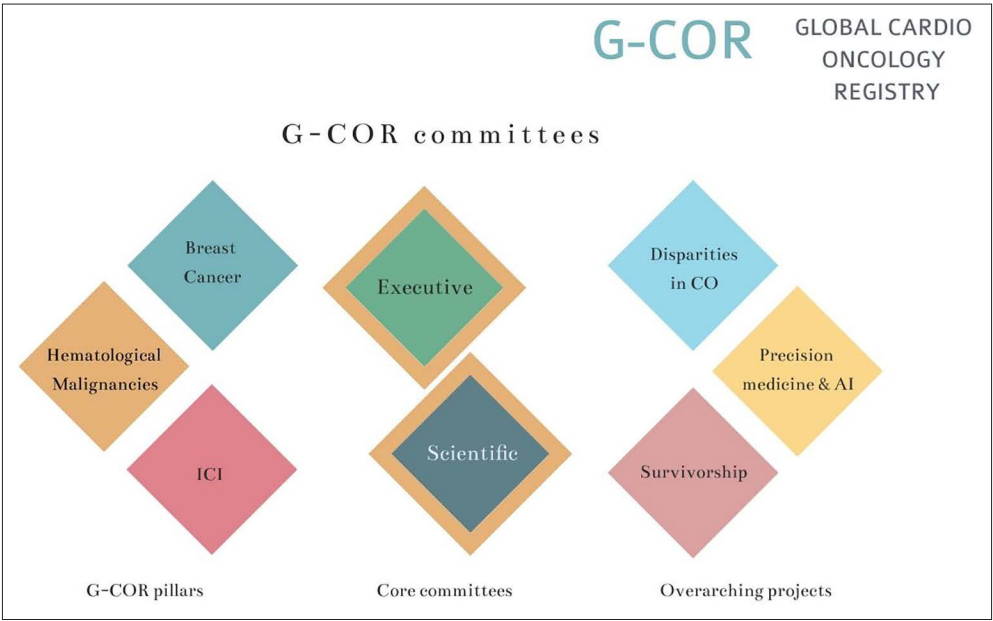 G-COR
GLOBAL CARDIO
ONCOLOGY
REGISTRY
G-COR committees
Breast
Cancer
Hematological
Malignancies
ICI
G-COR pillars
Executive
Scientific
Core committees
Disparities
in CO
Precision
medicine & AI
Survivorship
Overarching projects